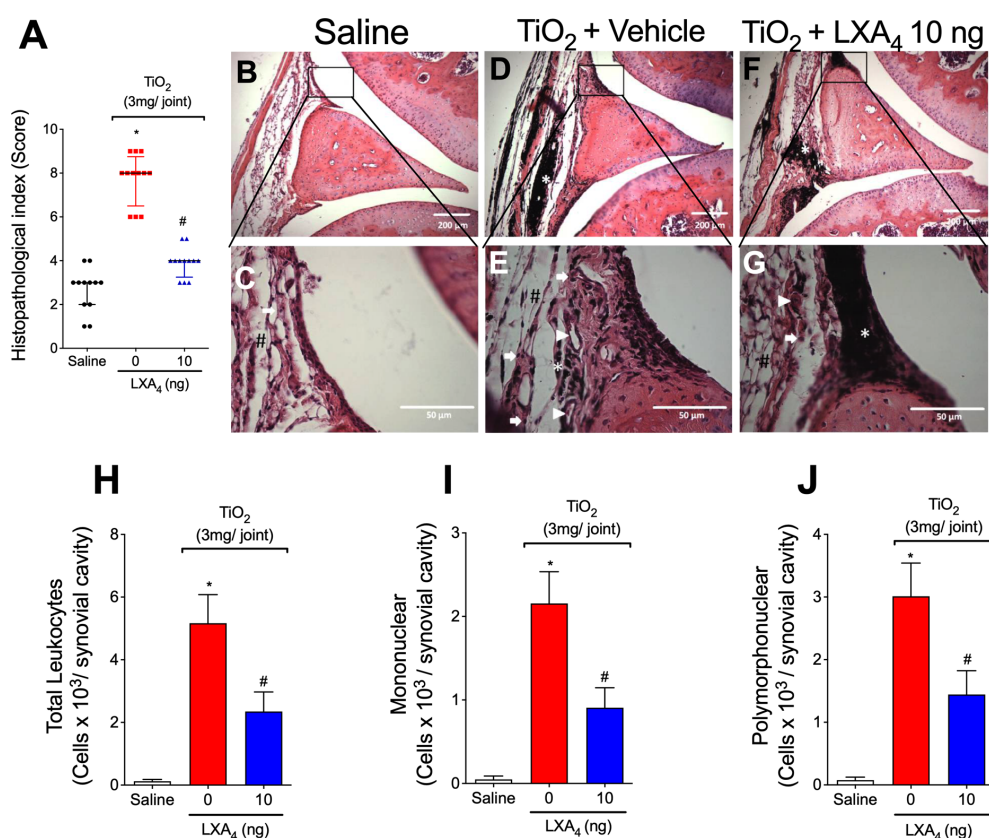 A
TiO2
(3mg/ joint)
Histopathological index (Score)
10
8
6
4
2
0
*
#
Saline
0
10
LXA4 (ng)
Saline
TiO2 + Vehicle
TiO2 + LXA4 10 ng
B
200 µm
D
*
200 µm
F
*
200 µm
C
#
#
50 µm
E
#
*
50 µm
G
#
*
50 µm
H
TiO2
(3mg/ joint)
Total Leukocytes
(Cells x 10³/ synovial cavity)
8
6
4
2
0
*
#
Saline
0
10
LXA4 (ng)
I
TiO2
(3mg/ joint)
Mononuclear
(Cells x 10³/ synovial cavity)
3
2
1
0
*
#
Saline
0
10
LXA4 (ng)
J
TiO2
(3mg/ joint)
Polymorphonuclear
(Cells x 10³/ synovial cavity)
4
3
2
1
0
*
#
Saline
0
10
LXA4 (ng)